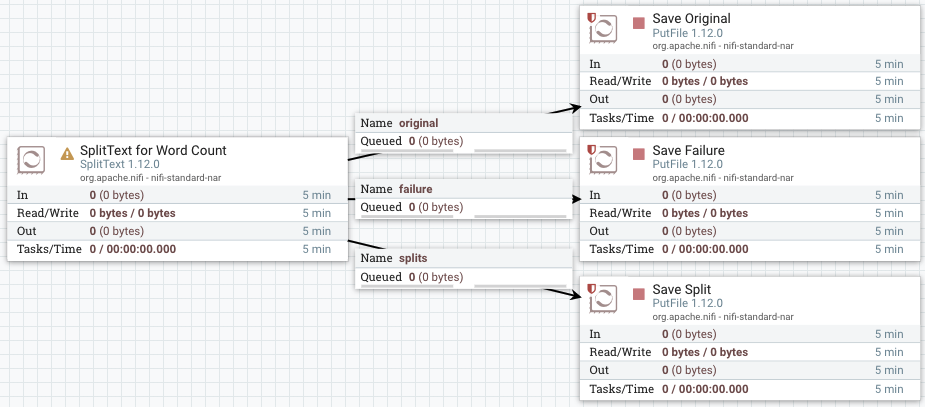 Save Original
PutFile 1.12.0
org.apache.nifi - nifi-standard-nar
In 0 (0 bytes) 5 min
Read/Write 0 bytes / 0 bytes 5 min
Out 0 (0 bytes) 5 min
Tasks/Time 0 / 00:00:00.000 5 min
Name original
Queued 0 (0 bytes)
SplitText for Word Count
SplitText 1.12.0
org.apache.nifi - nifi-standard-nar
In 0 (0 bytes) 5 min
Read/Write 0 bytes / 0 bytes 5 min
Out 0 (0 bytes) 5 min
Tasks/Time 0 / 00:00:00.000 5 min
Name failure
Queued 0 (0 bytes)
Save Failure
PutFile 1.12.0
org.apache.nifi - nifi-standard-nar
In 0 (0 bytes) 5 min
Read/Write 0 bytes / 0 bytes 5 min
Out 0 (0 bytes) 5 min
Tasks/Time 0 / 00:00:00.000 5 min
Name splits
Queued 0 (0 bytes)
Save Split
PutFile 1.12.0
org.apache.nifi - nifi-standard-nar
In 0 (0 bytes) 5 min
Read/Write 0 bytes / 0 bytes 5 min
Out 0 (0 bytes) 5 min
Tasks/Time 0 / 00:00:00.000 5 min